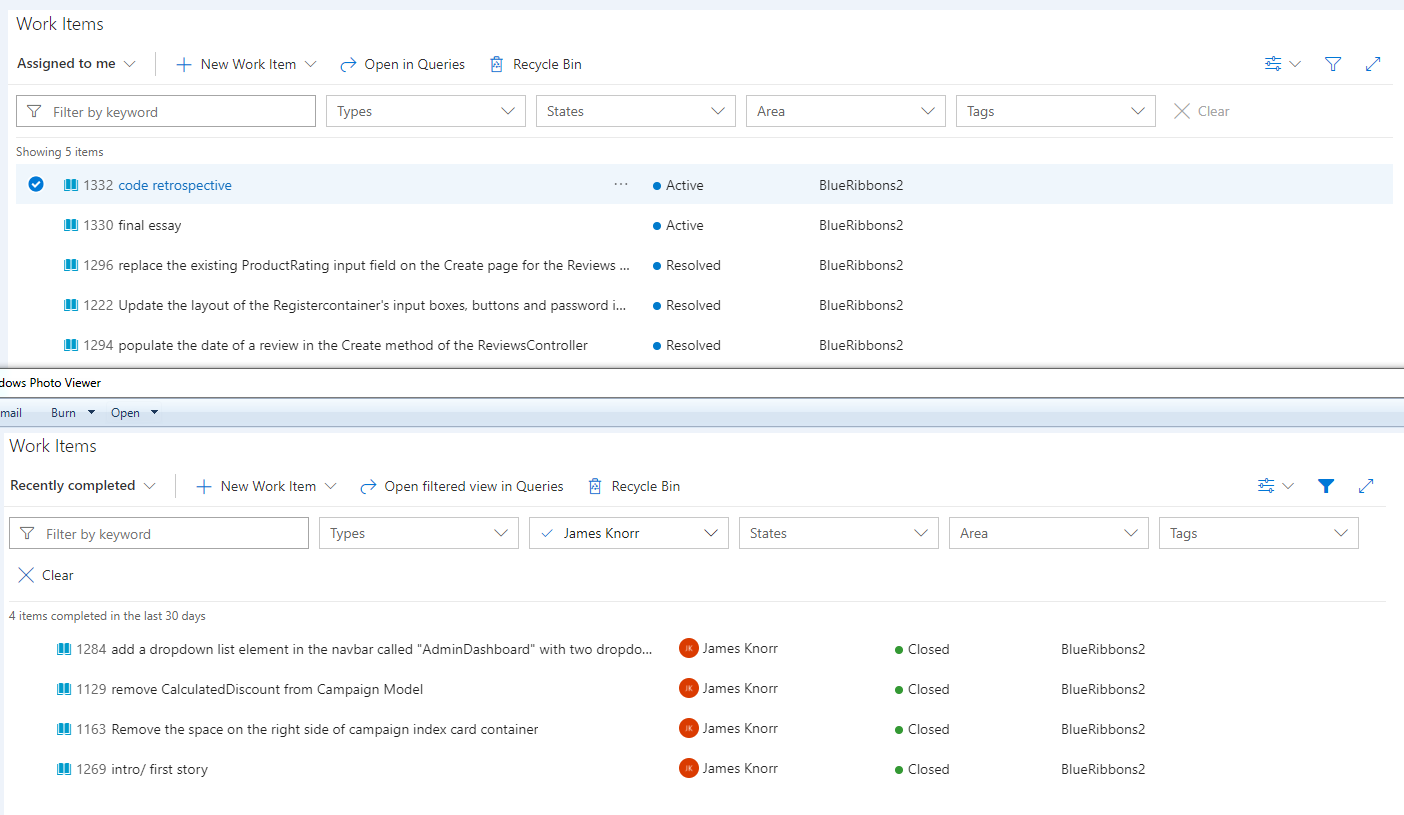 Work Items
Assigned to me New Work Item Open in Queries Recycle Bin
Filter by keyword Types States Area Tags Clear
Showing 5 items
1332 code retrospective ... Active BlueRibbons2
1330 final essay Active BlueRibbons2
1296 replace the existing ProductRating input field on the Create page for the Reviews ... Resolved BlueRibbons2
1222 Update the layout of the Registercontainer's input boxes, buttons and password i... Resolved BlueRibbons2
1294 populate the date of a review in the Create method of the ReviewsController Resolved BlueRibbons2
dows Photo Viewer
mail Burn Open
Work Items
Recently completed New Work Item Open filtered view in Queries Recycle Bin
Filter by keyword Types James Knorr States Area Tags
Clear
4 items completed in the last 30 days
1284 add a dropdown list element in the navbar called "AdminDashboard" with two dropdo... JK James Knorr Closed BlueRibbons2
1129 remove CalculatedDiscount from Campaign Model JK James Knorr Closed BlueRibbons2
1163 Remove the space on the right side of campaign index card container JK James Knorr Closed BlueRibbons2
1269 intro/ first story JK James Knorr Closed BlueRibbons2